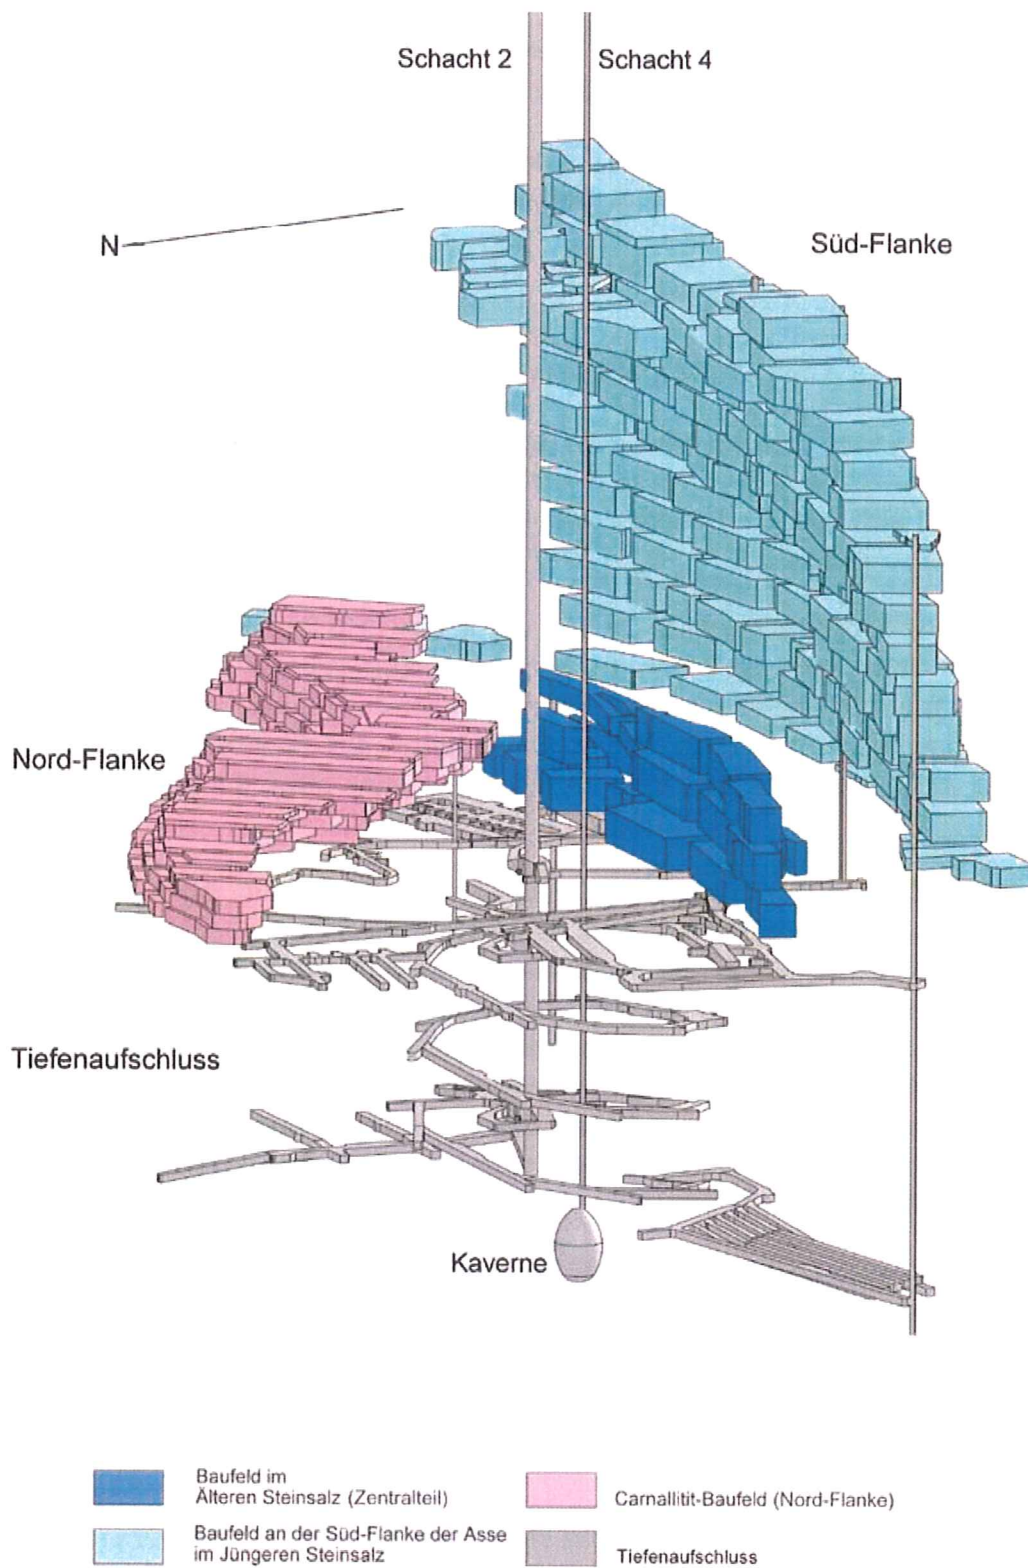 Schacht 2
Schacht 4
N
Süd-Flanke
Nord-Flanke
Tiefenaufschluss
Kaverne
Baufeld im
Älteren Steinsalz (Zentralteil)
Carnallitit-Baufeld (Nord-Flanke)
Baufeld an der Süd-Flanke der Asse
im Jüngeren Steinsalz
Tiefenaufschluss